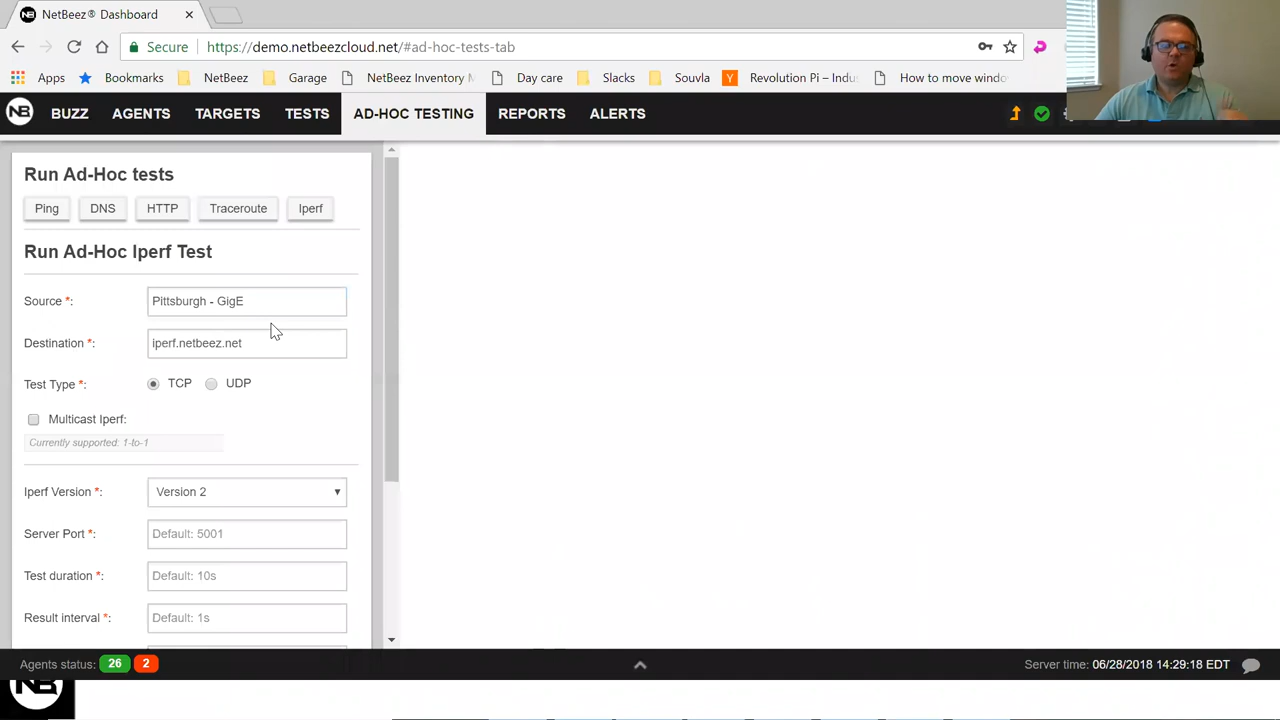 NetBeez® Dashboard
Secure https://demo.netbeezcloud.net/#ad-hoc-tests-tab
Apps Bookmarks NetBeez Garage NetBeez Inventory Day care Slacks Souvla Revolution – Indus How to move windo
NB BUZZ AGENTS TARGETS TESTS AD-HOC TESTING REPORTS ALERTS
Run Ad-Hoc tests
Ping DNS HTTP Traceroute Iperf
Run Ad-Hoc Iperf Test
Source *: Pittsburgh - GigE
Destination *: iperf.netbeez.net
Test Type *: TCP UDP
Multicast Iperf:
Currently supported: 1-to-1
Iperf Version *: Version 2
Server Port *: Default: 5001
Test duration *: Default: 10s
Result interval *: Default: 1s
Agents status: 26 2 Server time: 06/28/2018 14:29:18 EDT
NB